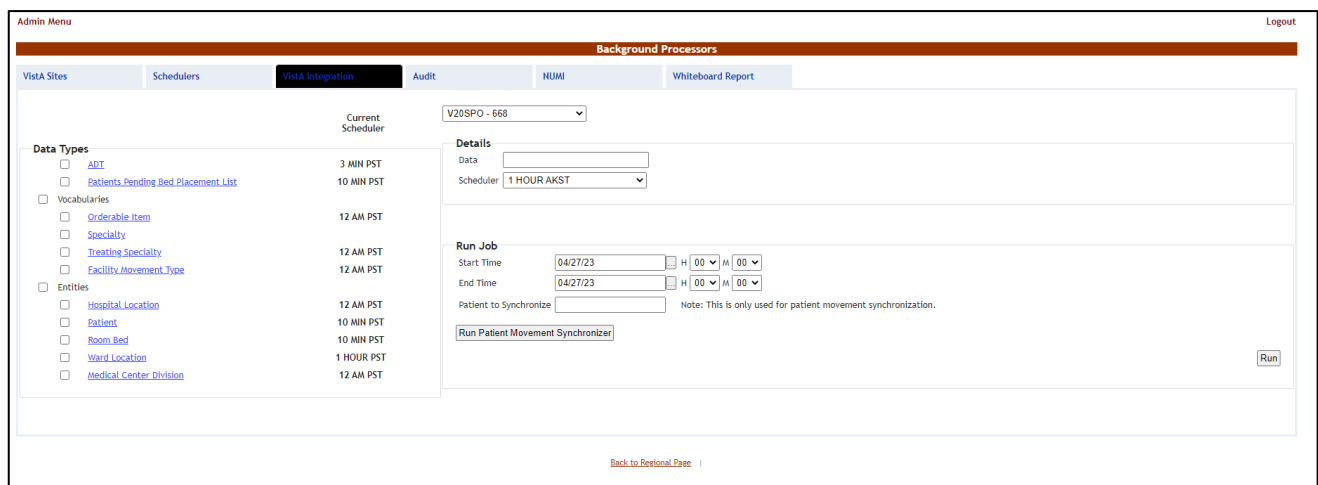 Admin Menu Logout
Background Processors
VistA Sites Schedulers VistA Integration Audit NUMI Whiteboard Report
Current
Scheduler
Data Types
ADT 3 MIN PST
Patients Pending Bed Placement List 10 MIN PST
Vocabularies
Orderable Item 12 AM PST
Specialty
Treating Specialty 12 AM PST
Facility Movement Type 12 AM PST
Entities
Hospital Location 12 AM PST
Patient 10 MIN PST
Room Bed 10 MIN PST
Ward Location 1 HOUR PST
Medical Center Division 12 AM PST
V20SPO - 668
Details
Data
Scheduler 1 HOUR AKST
Run Job
Start Time 04/27/23 ... H 00 M 00
End Time 04/27/23 ... H 00 M 00
Patient to Synchronize Note: This is only used for patient movement synchronization.
Run Patient Movement Synchronizer
Run
Back to Regional Page |